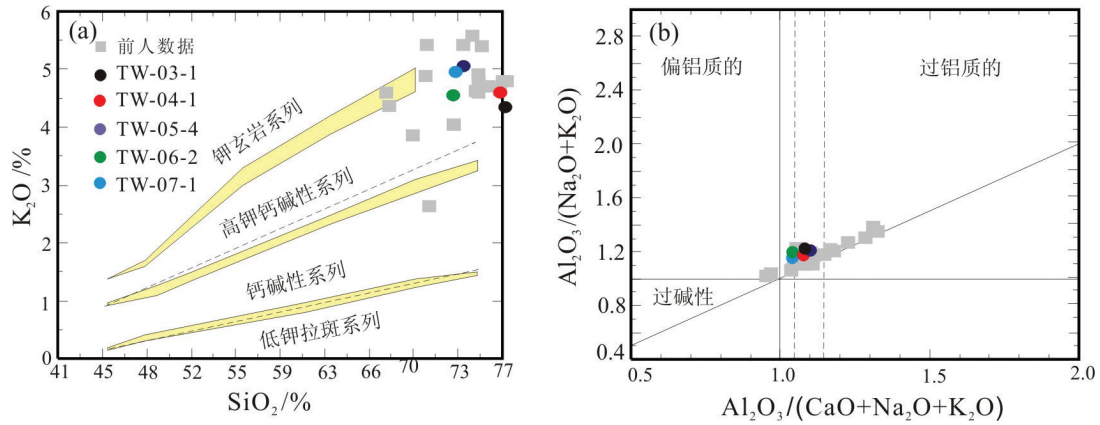 (a)
6
5
4
3
2
1
0
K₂O /%
前人数据
TW-03-1
TW-04-1
TW-05-4
TW-06-2
TW-07-1
钾玄岩系列
高钾钙碱性系列
钙碱性系列
低钾拉斑系列
41 45 49 52 56 59 63 66 70 73 77
SiO₂ /%
(b)
2.8
2.4
2.0
1.6
1.2
0.8
0.4
Al₂O₃/(Na₂O+K₂O)
偏铝质的
过铝质的
过碱性
0.5 1.0 1.5 2.0
Al₂O₃/(CaO+Na₂O+K₂O)